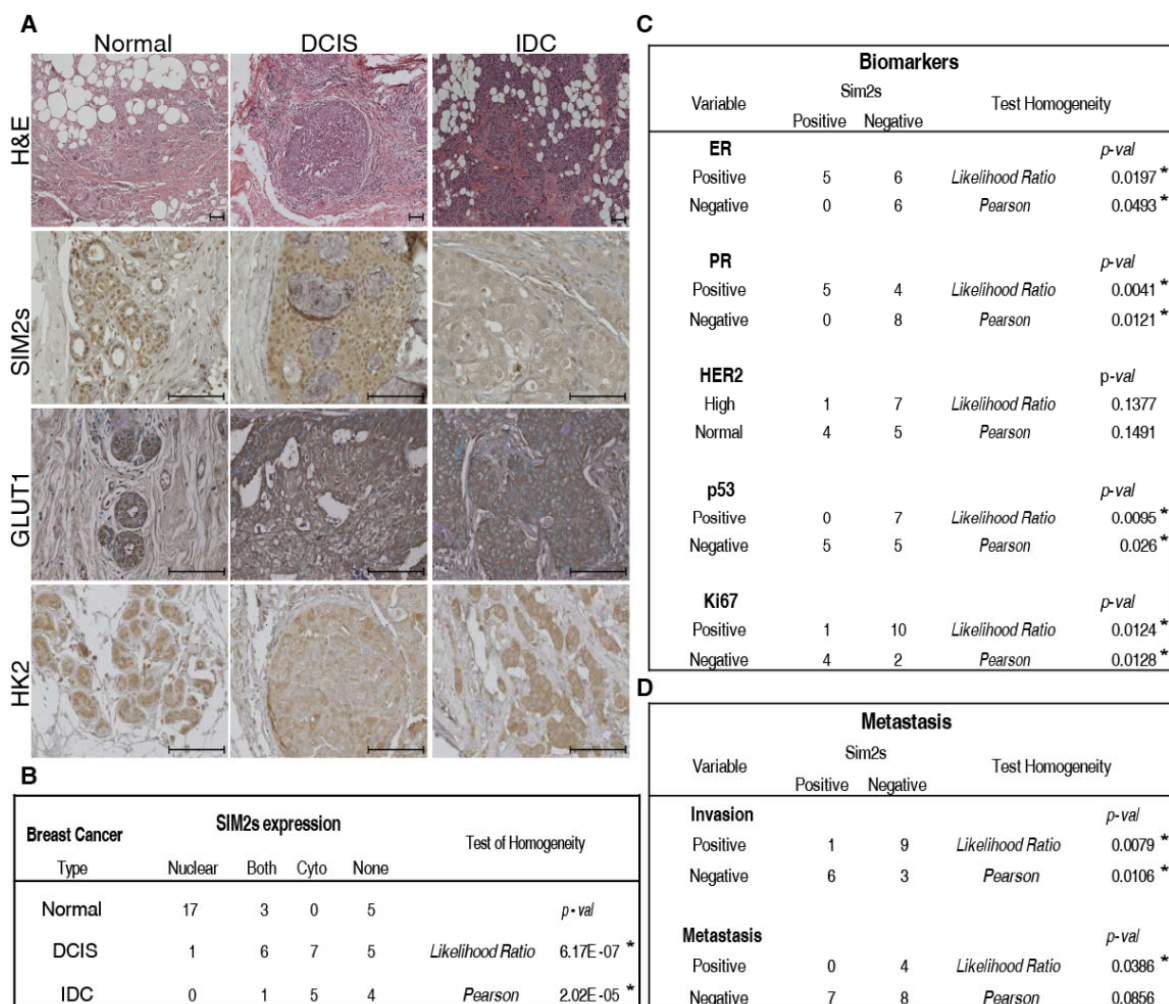 A
Normal DCIS IDC
H&E
SIM2s
GLUT1
HK2
B
Breast Cancer SIM2s expression Test of Homogeneity
Type Nuclear Both Cyto None
Normal 17 3 0 5 p - val
DCIS 1 6 7 5 Likelihood Ratio 6.17E-07 *
IDC 0 1 5 4 Pearson 2.02E-05 *
C
Biomarkers
Variable Sim2s Test Homogeneity
Positive Negative
ER p-val
Positive 5 6 Likelihood Ratio 0.0197 *
Negative 0 6 Pearson 0.0493 *
PR p-val
Positive 5 4 Likelihood Ratio 0.0041 *
Negative 0 8 Pearson 0.0121 *
HER2 p-val
High 1 7 Likelihood Ratio 0.1377
Normal 4 5 Pearson 0.1491
p53 p-val
Positive 0 7 Likelihood Ratio 0.0095 *
Negative 5 5 Pearson 0.026 *
Ki67 p-val
Positive 1 10 Likelihood Ratio 0.0124 *
Negative 4 2 Pearson 0.0128 *
D
Metastasis
Variable Sim2s Test Homogeneity
Positive Negative
Invasion p-val
Positive 1 9 Likelihood Ratio 0.0079 *
Negative 6 3 Pearson 0.0106 *
Metastasis p-val
Positive 0 4 Likelihood Ratio 0.0386 *
Negative 7 8 Pearson 0.0856